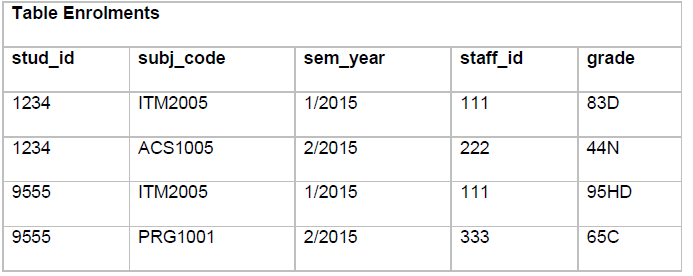 Table Enrolments
stud_id subj_code sem_year staff_id grade
1234 ITM2005 1/2015 111 83D
1234 ACS1005 2/2015 222 44N
9555 ITM2005 1/2015 111 95HD
9555 PRG1001 2/2015 333 65C